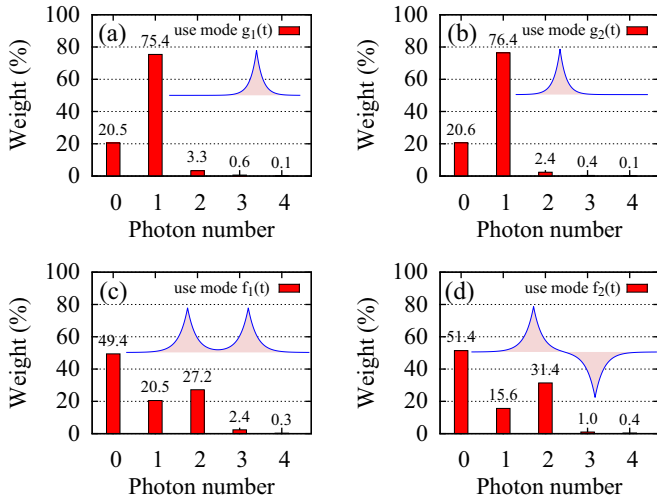 (a)
use mode g1(t)
Weight (%)
100
80
60
40
20
0
20.5
75.4
3.3
0.6
0.1
0 1 2 3 4
Photon number
(b)
use mode g2(t)
Weight (%)
100
80
60
40
20
0
20.6
76.4
2.4
0.4
0.1
0 1 2 3 4
Photon number
(c)
use mode f1(t)
Weight (%)
100
80
60
40
20
0
49.4
20.5
27.2
2.4
0.3
0 1 2 3 4
Photon number
(d)
use mode f2(t)
Weight (%)
100
80
60
40
20
0
51.4
15.6
31.4
1.0
0.4
0 1 2 3 4
Photon number